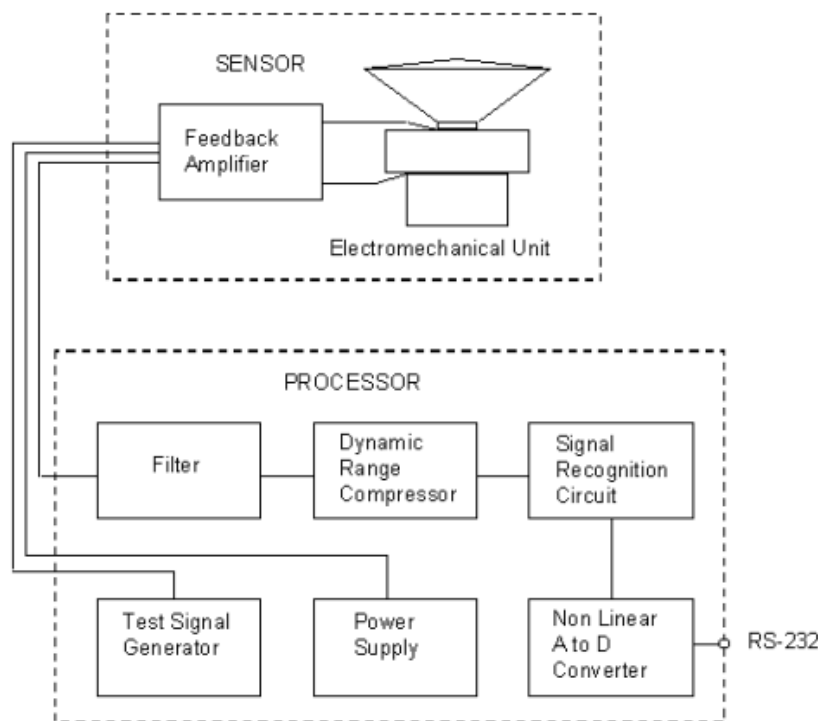 SENSOR
Feedback
Amplifier
Electromechanical Unit
PROCESSOR
Filter
Dynamic
Range
Compressor
Signal
Recognition
Circuit
Test Signal
Generator
Power
Supply
Non Linear
A to D
Converter
RS-232